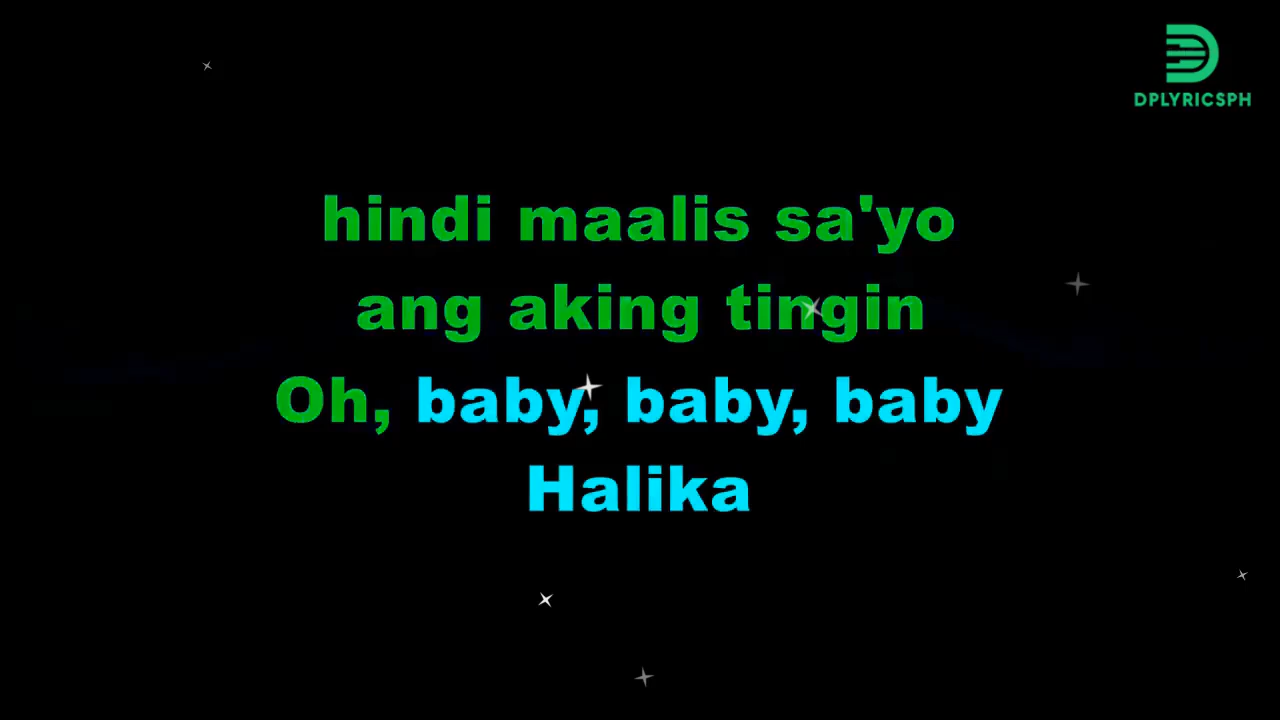 DPLYRICSPH
hindi maalis sa'yo
ang aking tingin
Oh, baby, baby, baby
Halika